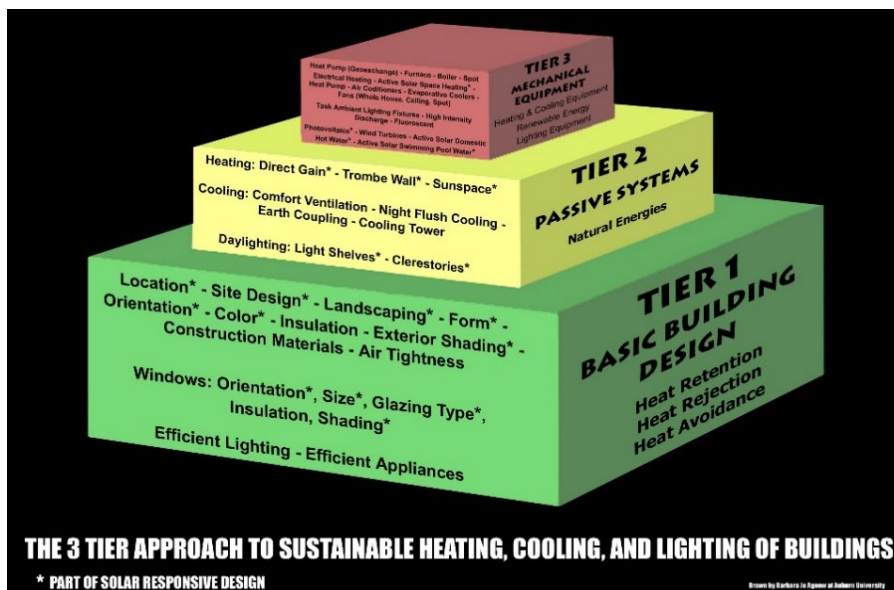 Heat Pump (Geoexchange) - Furnace - Boiler - Spot
Electrical Heating - Active Solar Space Heating* -
Heat Pump - Air Coditioners - Evaporative Coolers -
Fans (Whole House, Ceiling, Spot)
Task Ambient Lighting Fixtures - High Intensity
Discharge - Fluorescent
Photovoltaics* - Wind Turbines - Active Solar Domestic
Hot Water* - Active Solar Swimming Pool Water*
TIER 3
MECHANICAL
EQUIPMENT
Heating & Cooling Equipment
Renewable Energy
Lighting Equipment
Heating: Direct Gain* - Trombe Wall* - Sunspace*
Cooling: Comfort Ventilation - Night Flush Cooling -
Earth Coupling - Cooling Tower
Daylighting: Light Shelves* - Clerestories*
TIER 2
PASSIVE SYSTEMS
Natural Energies
Location* - Site Design* - Landscaping* - Form* -
Orientation* - Color* - Insulation - Exterior Shading* -
Construction Materials - Air Tightness
Windows: Orientation*, Size*, Glazing Type*,
Insulation, Shading*
Efficient Lighting - Efficient Appliances
TIER 1
BASIC BUILDING
DESIGN
Heat Retention
Heat Rejection
Heat Avoidance
THE 3 TIER APPROACH TO SUSTAINABLE HEATING, COOLING, AND LIGHTING OF BUILDINGS
* PART OF SOLAR RESPONSIVE DESIGN
Drawn by Barbara Jo Agnew at Auburn University